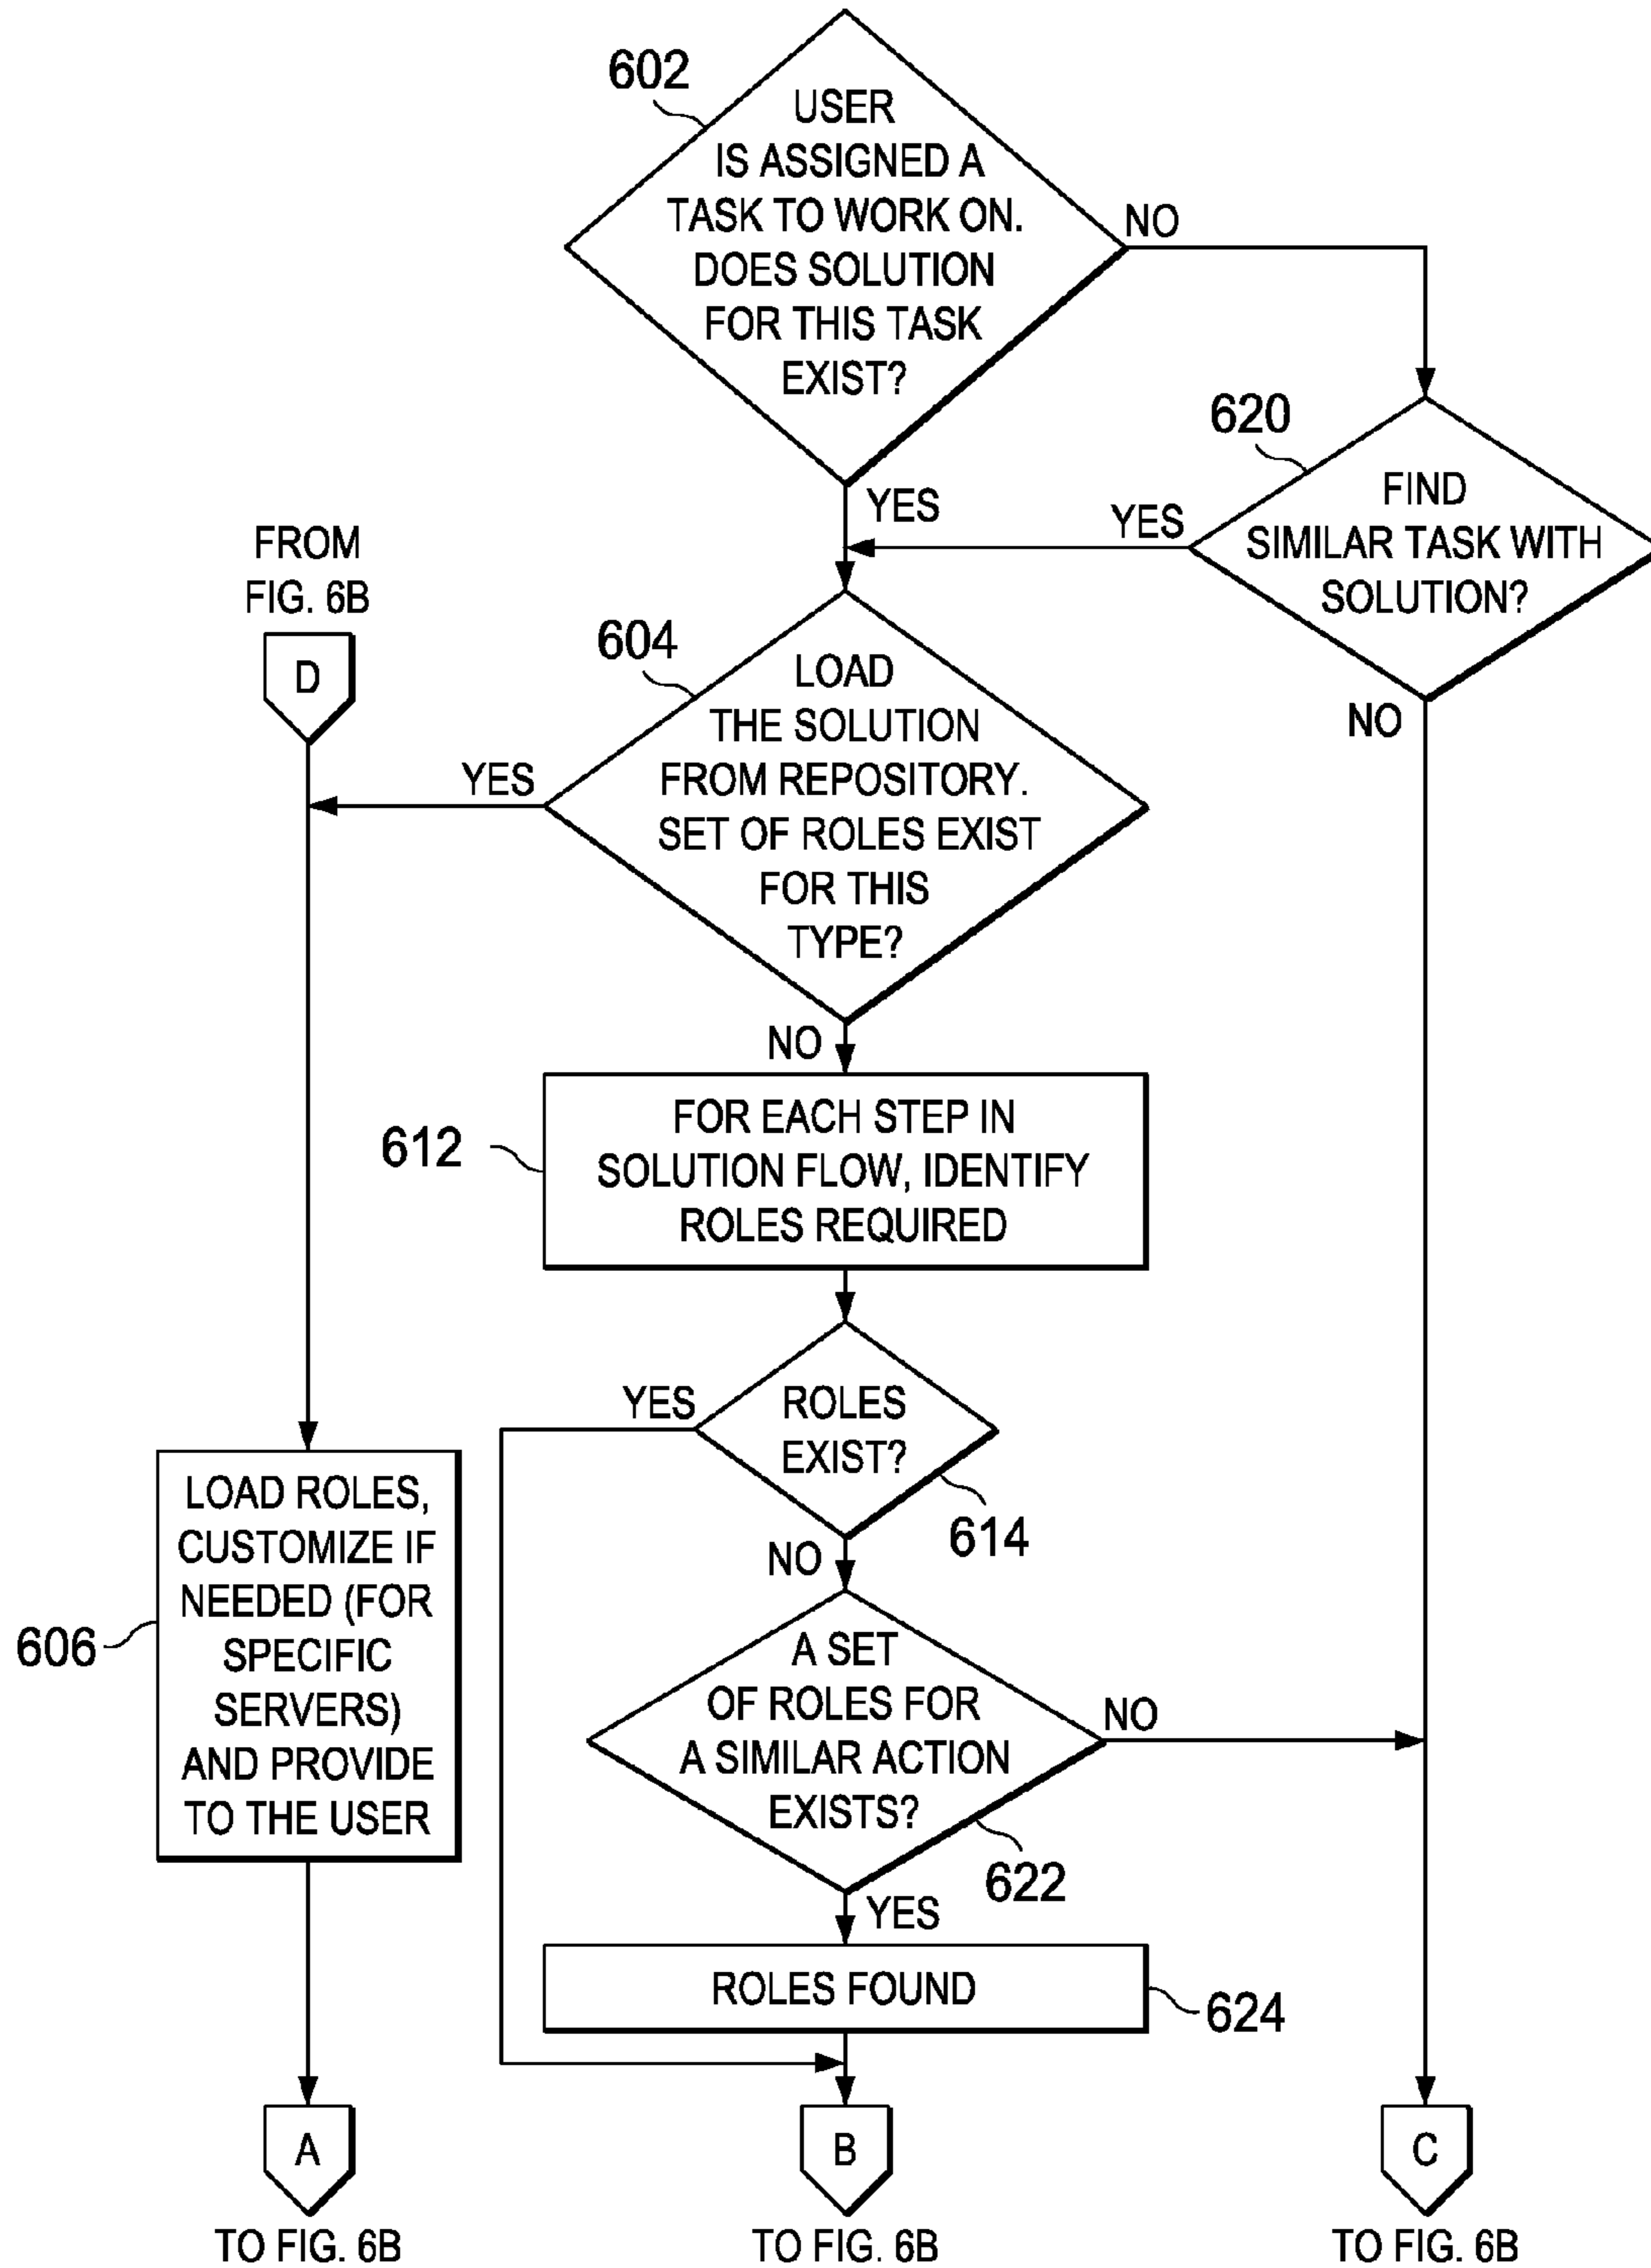 602
USER
IS ASSIGNED A
TASK TO WORK ON.
DOES SOLUTION
FOR THIS TASK
EXIST?
NO
YES
620
FIND
SIMILAR TASK WITH
SOLUTION?
YES
NO
FROM
FIG. 6B
D
604
LOAD
THE SOLUTION
FROM REPOSITORY.
SET OF ROLES EXIST
FOR THIS
TYPE?
YES
NO
612
FOR EACH STEP IN
SOLUTION FLOW, IDENTIFY
ROLES REQUIRED
ROLES
EXIST?
614
YES
NO
606
LOAD ROLES,
CUSTOMIZE IF
NEEDED (FOR
SPECIFIC
SERVERS)
AND PROVIDE
TO THE USER
A SET
OF ROLES FOR
A SIMILAR ACTION
EXISTS?
NO
622
YES
ROLES FOUND
624
A
TO FIG. 6B
B
TO FIG. 6B
C
TO FIG. 6B